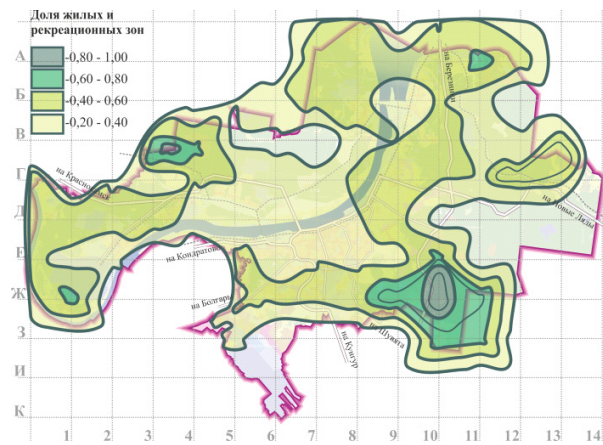 Доля жилых и
рекреационных зон
-0,80 - 1,00
-0,60 - 0,80
-0,40 - 0,60
-0,20 - 0,40
А
Б
В
Г
Д
Е
Ж
З
И
К
на Березники
на Краснокамск
на Новые Ляды
на Кондратово
на Болгары
на Шувята
на Кунгур
1 2 3 4 5 6 7 8 9 10 11 12 13 14